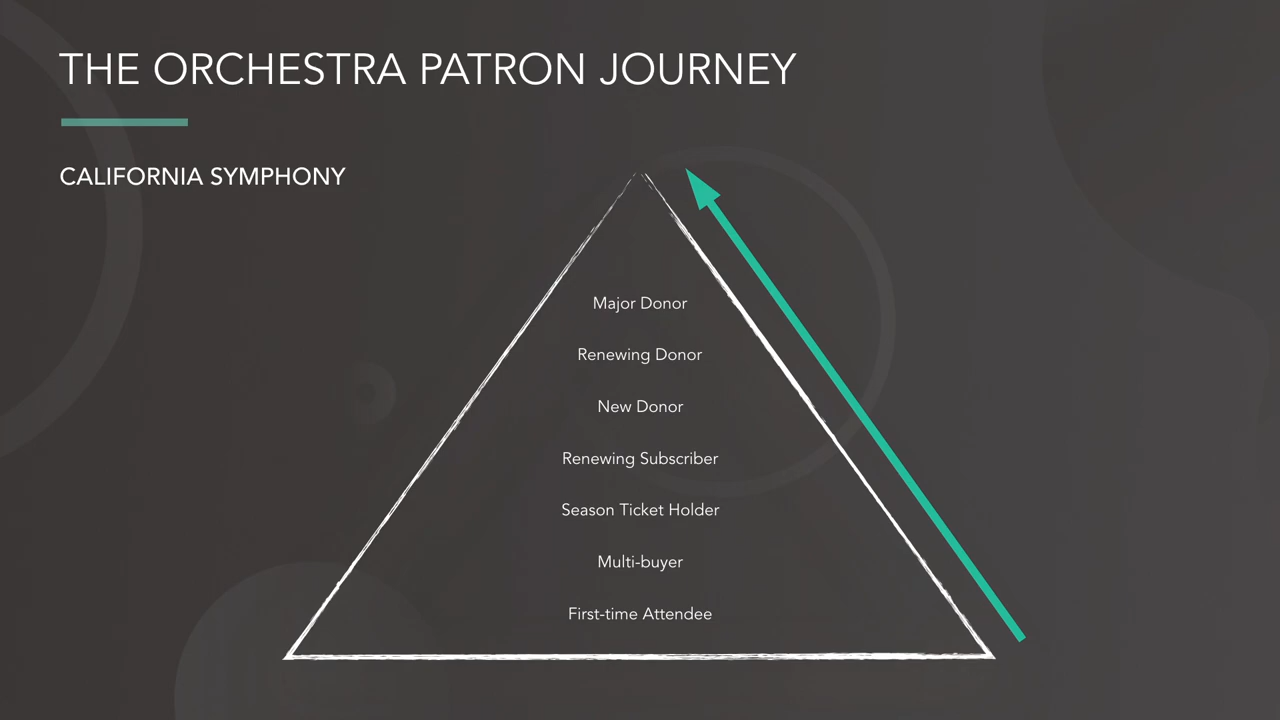 THE ORCHESTRA PATRON JOURNEY
CALIFORNIA SYMPHONY
Major Donor
Renewing Donor
New Donor
Renewing Subscriber
Season Ticket Holder
Multi-buyer
First-time Attendee